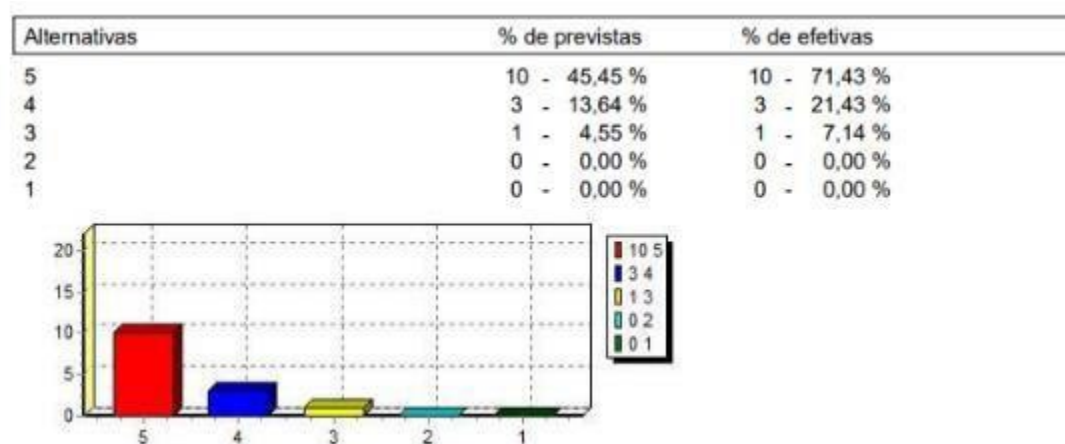 Alternativas % de previstas % de efetivas
5 10 - 45,45 % 10 - 71,43 %
4 3 - 13,64 % 3 - 21,43 %
3 1 - 4,55 % 1 - 7,14 %
2 0 - 0,00 % 0 - 0,00 %
1 0 - 0,00 % 0 - 0,00 %
20
15
10
5
0
5 4 3 2 1
10 5
3 4
1 3
0 2
0 1